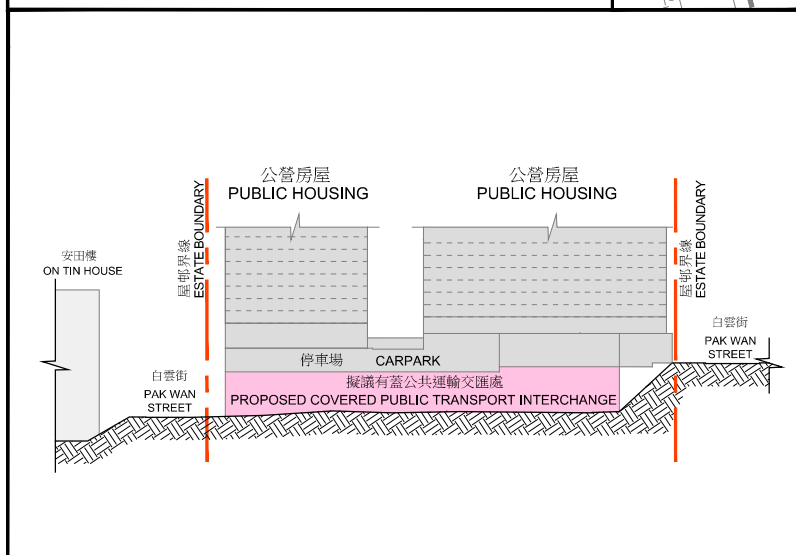 公營房屋
PUBLIC HOUSING
公營房屋
PUBLIC HOUSING
屋邨界線
ESTATE BOUNDARY
屋邨界線
ESTATE BOUNDARY
安田樓
ON TIN HOUSE
白雲街
PAK WAN
STREET
白雲街
PAK WAN
STREET
停車場 CARPARK
擬議有蓋公共運輸交匯處
PROPOSED COVERED PUBLIC TRANSPORT INTERCHANGE